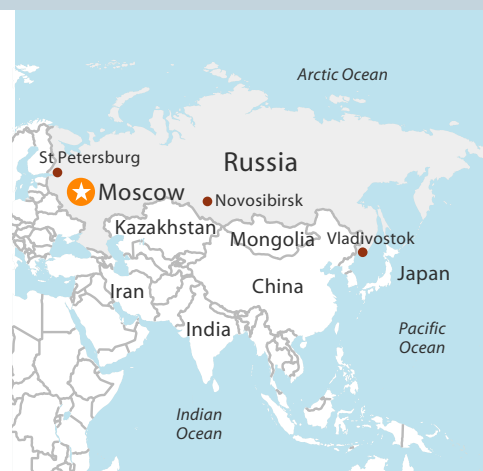 Arctic Ocean
St Petersburg
Russia
Moscow
Novosibirsk
Kazakhstan
Mongolia
Vladivostok
Japan
China
Iran
India
Pacific
Ocean
Indian
Ocean